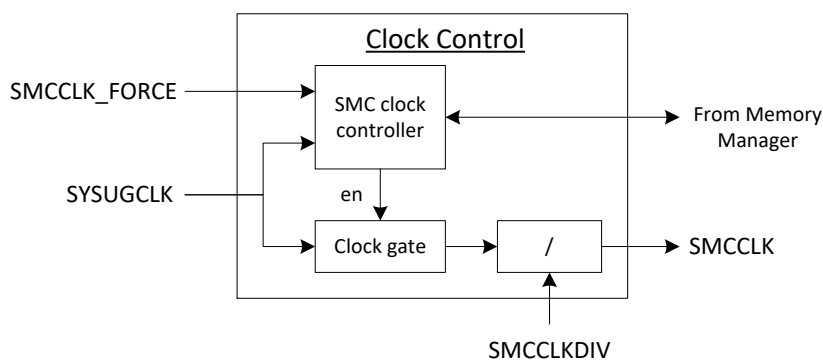 Clock Control
SMCCLK_FORCE
SMC clock
controller
From Memory
Manager
SYSUGCLK
en
Clock gate
/
SMCCLK
SMCCLKDIV